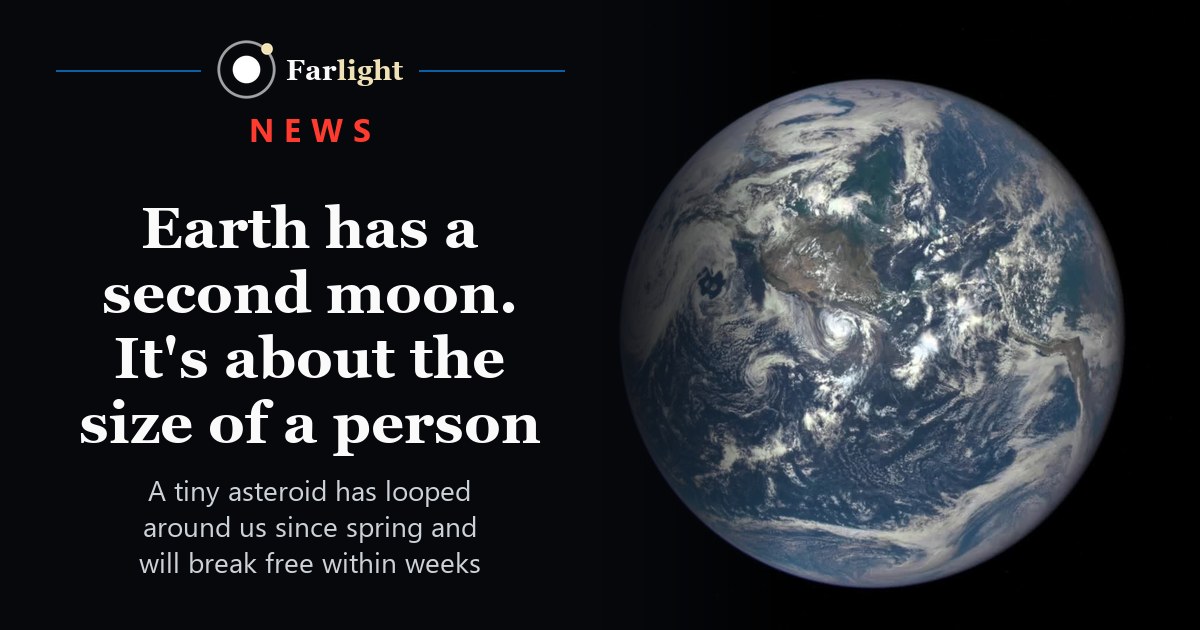 Farlight
NEWS
Earth has a
second moon.
It's about the
size of a person
A tiny asteroid has looped
around us since spring and
will break free within weeks